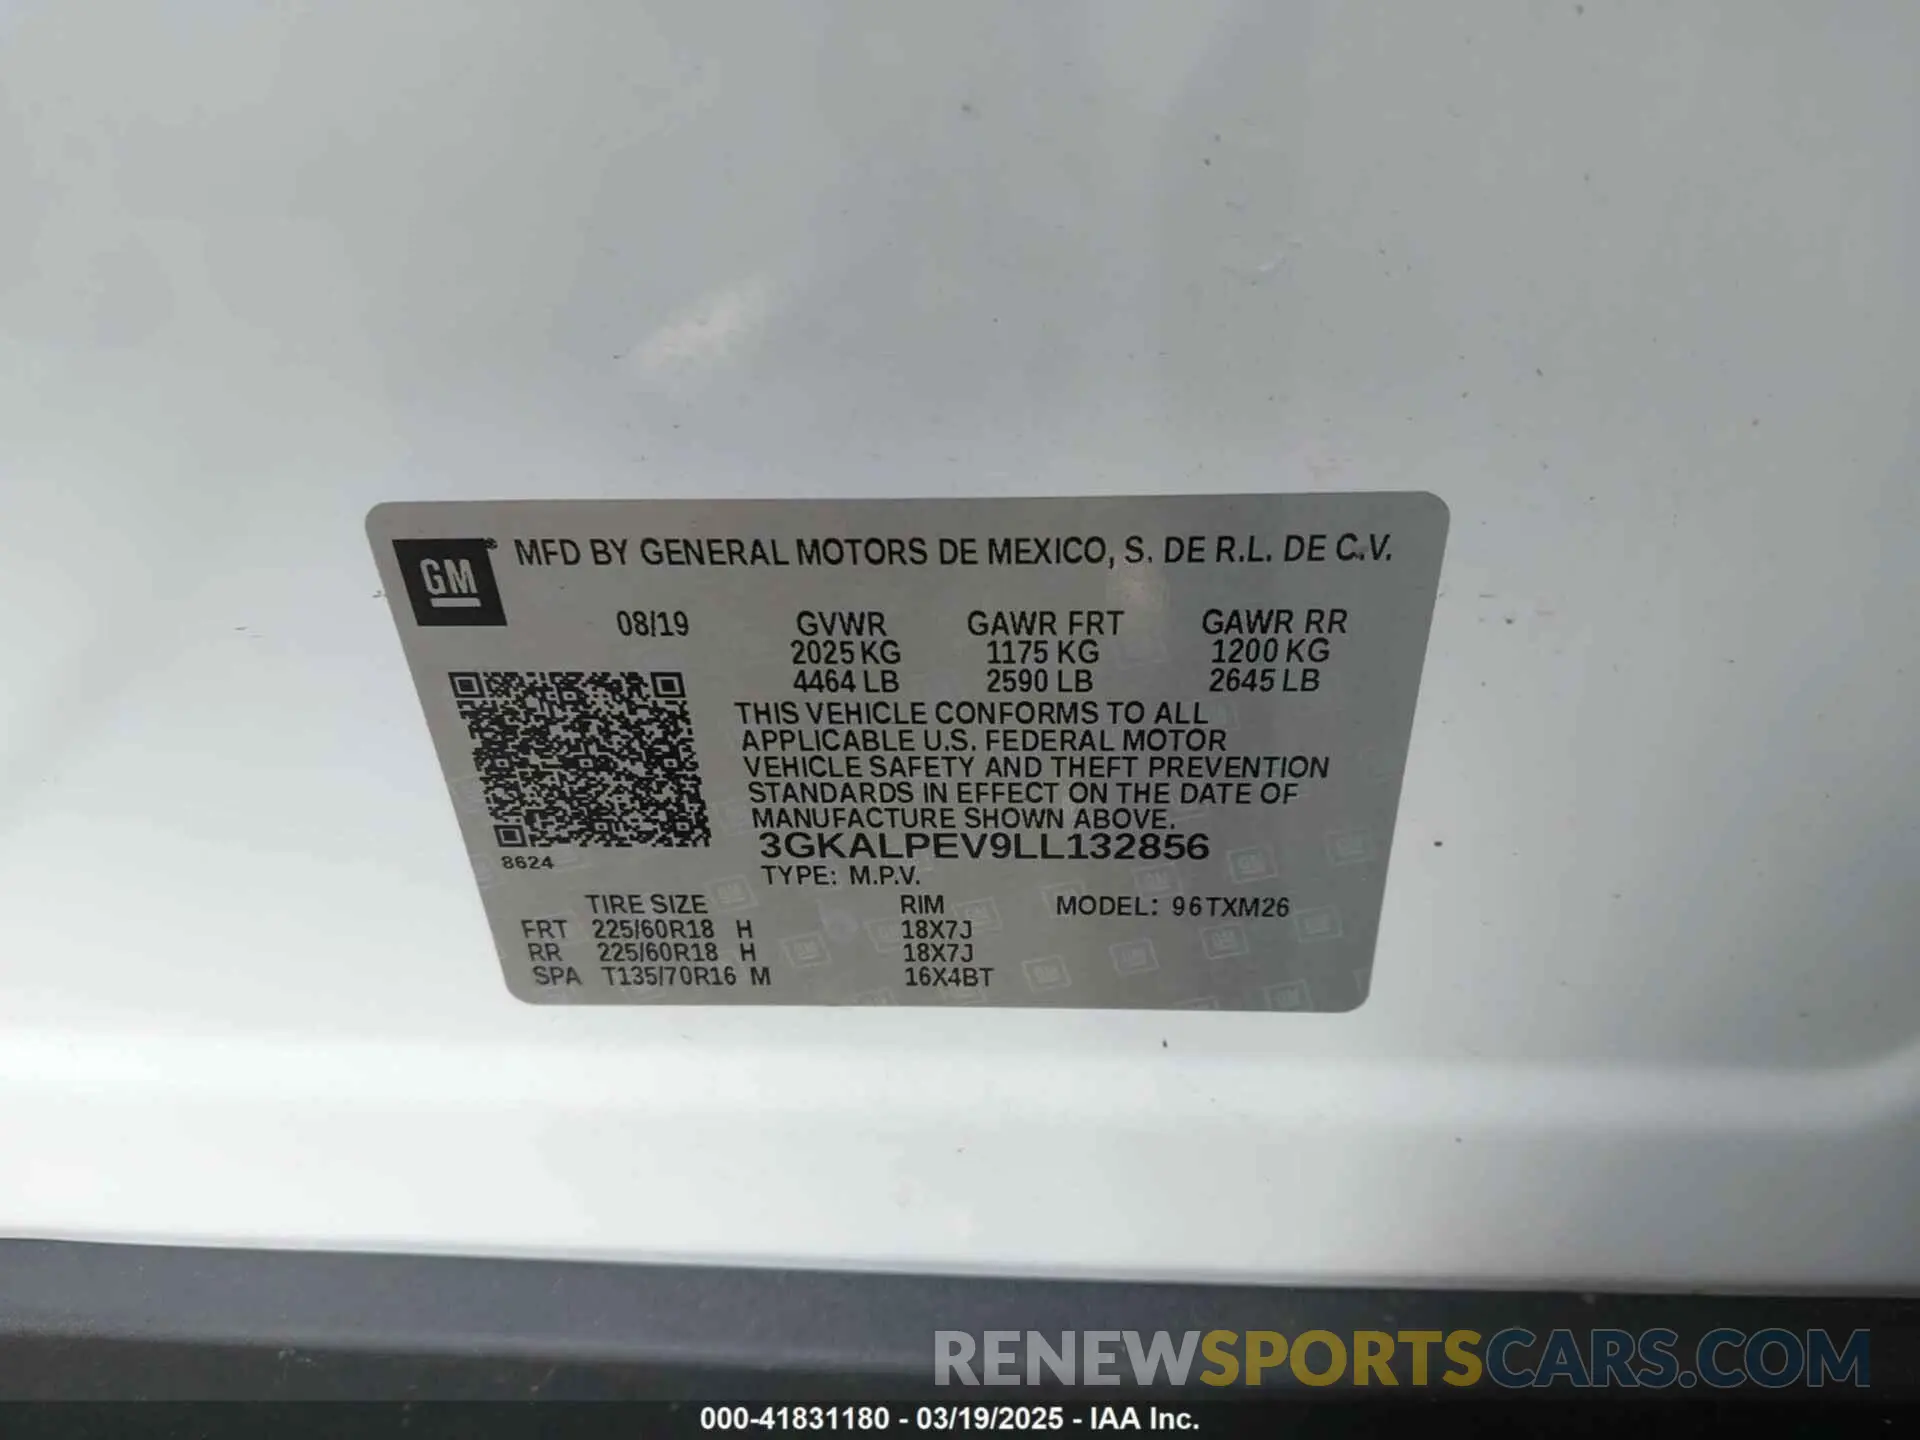 GM® MFD BY GENERAL MOTORS DE MEXICO, S. DE R.L. DE C.V.
08/19 GVWR GAWR FRT GAWR RR
2025 KG 1175 KG 1200 KG
4464 LB 2590 LB 2645 LB
THIS VEHICLE CONFORMS TO ALL
APPLICABLE U.S. FEDERAL MOTOR
VEHICLE SAFETY AND THEFT PREVENTION
STANDARDS IN EFFECT ON THE DATE OF
MANUFACTURE SHOWN ABOVE.
3GKALPEV9LL132856
8624
TYPE: M.P.V.
TIRE SIZE RIM MODEL: 96TXM26
FRT 225/60R18 H 18X7J
RR 225/60R18 H 18X7J
SPA T135/70R16 M 16X4BT
RENEWSPORTSCARS.COM
000-41831180 - 03/19/2025 - IAA Inc.